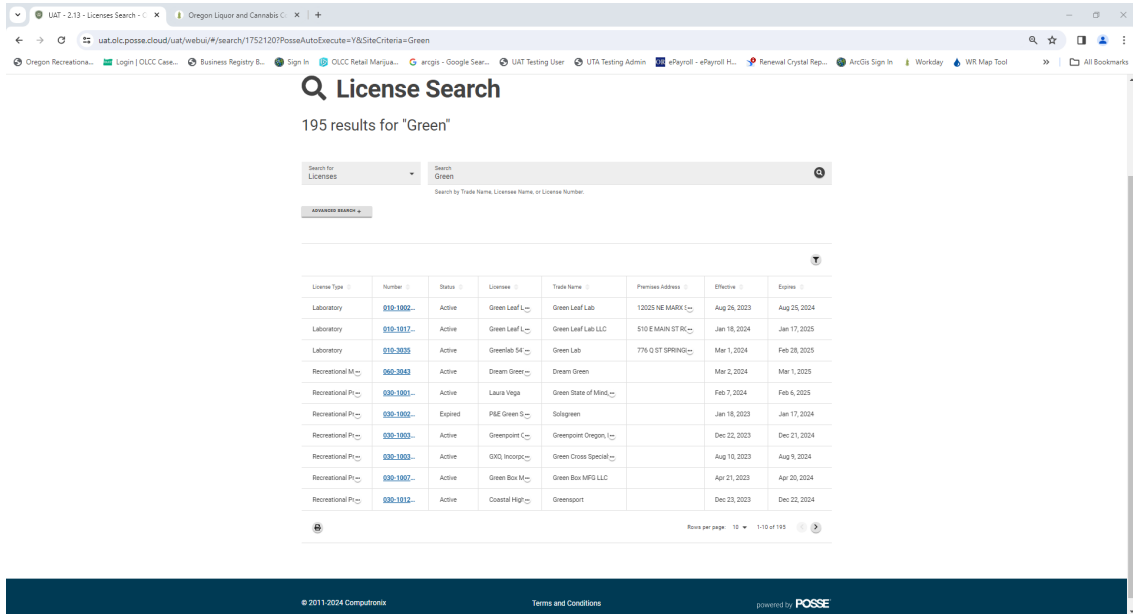 UAT - 2.13 - Licenses Search - C
Oregon Liquor and Cannabis Co
uat.olc.posse.cloud/uat/webui/#/search/1752120?PosseAutoExecute=Y&SiteCriteria=Green
Oregon Recreationa... Login | OLCC Case... Business Registry B... Sign In OLCC Retail Marijua... arcgis - Google Sear... UAT Testing User UTA Testing Admin ePayroll - ePayroll H... Renewal Crystal Rep... ArcGis Sign In Workday WR Map Tool » All Bookmarks
License Search
195 results for "Green"
Search for
Licenses
Search
Green
Search by Trade Name, Licensee Name, or License Number.
ADVANCED SEARCH +
License Type Number Status Licensee Trade Name Premises Address Effective Expires
Laboratory 010-1002... Active Green Leaf L... Green Leaf Lab 12025 NE MARX S... Aug 26, 2023 Aug 25, 2024
Laboratory 010-1017... Active Green Leaf L... Green Leaf Lab LLC 510 E MAIN ST RO... Jan 18, 2024 Jan 17, 2025
Laboratory 010-3035 Active Greenlab 541... Green Lab 776 Q ST SPRINGI... Mar 1, 2024 Feb 28, 2025
Recreational M... 060-3043 Active Dream Green... Dream Green Mar 2, 2024 Mar 1, 2025
Recreational Pr... 030-1001... Active Laura Vega Green State of Mind,... Feb 7, 2024 Feb 6, 2025
Recreational Pr... 030-1002... Expired P&E Green S... Solsgreen Jan 18, 2023 Jan 17, 2024
Recreational Pr... 030-1003... Active Greenpoint C... Greenpoint Oregon, I... Dec 22, 2023 Dec 21, 2024
Recreational Pr... 030-1003... Active GXO, Incorpc... Green Cross Special... Aug 10, 2023 Aug 9, 2024
Recreational Pr... 030-1007... Active Green Box M... Green Box MFG LLC Apr 21, 2023 Apr 20, 2024
Recreational Pr... 030-1012... Active Coastal High... Greensport Dec 23, 2023 Dec 22, 2024
Rows per page: 10 1-10 of 195
© 2011-2024 Computronix Terms and Conditions powered by POSSE